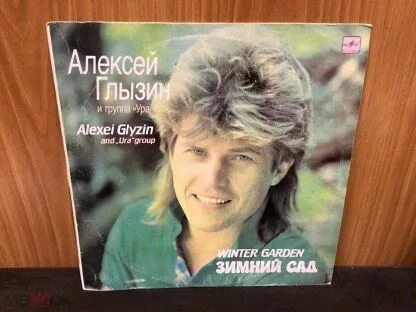 Алексей
Глызин
и группа «Ура»
Alexei Glyzin
and „Ura" group
WINTER GARDEN
ЗИМНИЙ САД